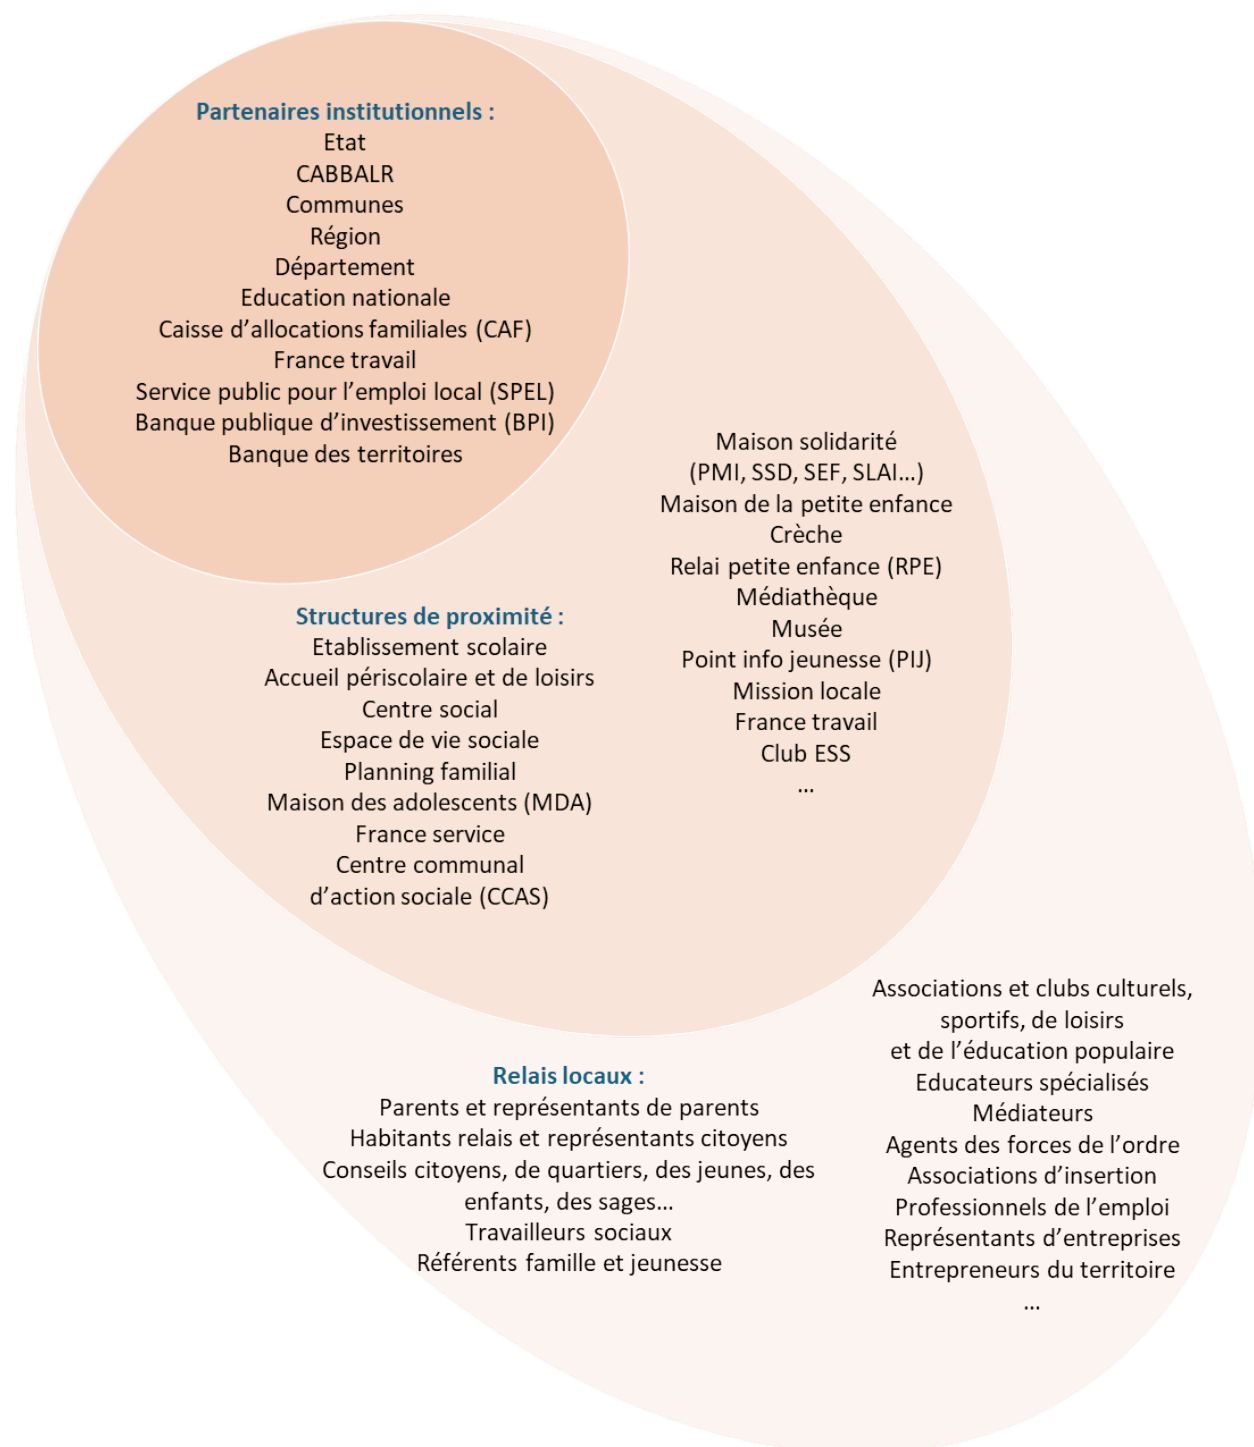 Partenaires institutionnels :
Etat
CABBALR
Communes
Région
Département
Education nationale
Caisse d’allocations familiales (CAF)
France travail
Service public pour l’emploi local (SPEL)
Banque publique d’investissement (BPI)
Banque des territoires
Structures de proximité :
Etablissement scolaire
Accueil périscolaire et de loisirs
Centre social
Espace de vie sociale
Planning familial
Maison des adolescents (MDA)
France service
Centre communal
d’action sociale (CCAS)
Maison solidarité
(PMI, SSD, SEF, SLAI…)
Maison de la petite enfance
Crèche
Relai petite enfance (RPE)
Médiathèque
Musée
Point info jeunesse (PIJ)
Mission locale
France travail
Club ESS
…
Relais locaux :
Parents et représentants de parents
Habitants relais et représentants citoyens
Conseils citoyens, de quartiers, des jeunes, des
enfants, des sages…
Travailleurs sociaux
Référents famille et jeunesse
Associations et clubs culturels,
sportifs, de loisirs
et de l’éducation populaire
Educateurs spécialisés
Médiateurs
Agents des forces de l’ordre
Associations d’insertion
Professionnels de l’emploi
Représentants d’entreprises
Entrepreneurs du territoire
…